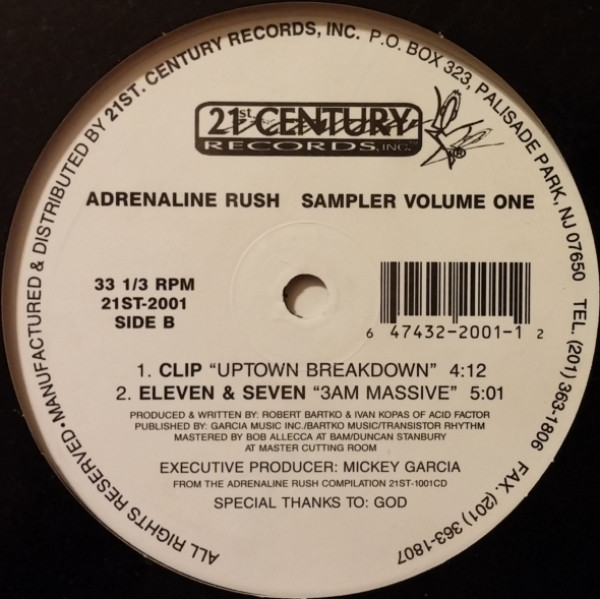 MANUFACTURED & DISTRIBUTED BY 21ST. CENTURY RECORDS, INC. P.O. BOX 323, PALISADE PARK, NJ 07650 TEL. (201) 363-1806 FAX. (201) 363-1807
ALL RIGHTS RESERVED•
21st CENTURY
RECORDS, INC.™
®
ADRENALINE RUSH SAMPLER VOLUME ONE
33 1/3 RPM
21ST-2001
SIDE B
6 47432-2001-1 2
1. CLIP "UPTOWN BREAKDOWN" 4:12
2. ELEVEN & SEVEN "3AM MASSIVE" 5:01
PRODUCED & WRITTEN BY: ROBERT BARTKO & IVAN KOPAS OF ACID FACTOR
PUBLISHED BY: GARCIA MUSIC INC./BARTKO MUSIC/TRANSISTOR RHYTHM
MASTERED BY BOB ALLECCA AT BAM/DUNCAN STANBURY
AT MASTER CUTTING ROOM
EXECUTIVE PRODUCER: MICKEY GARCIA
FROM THE ADRENALINE RUSH COMPILATION 21ST-1001CD
SPECIAL THANKS TO: GOD